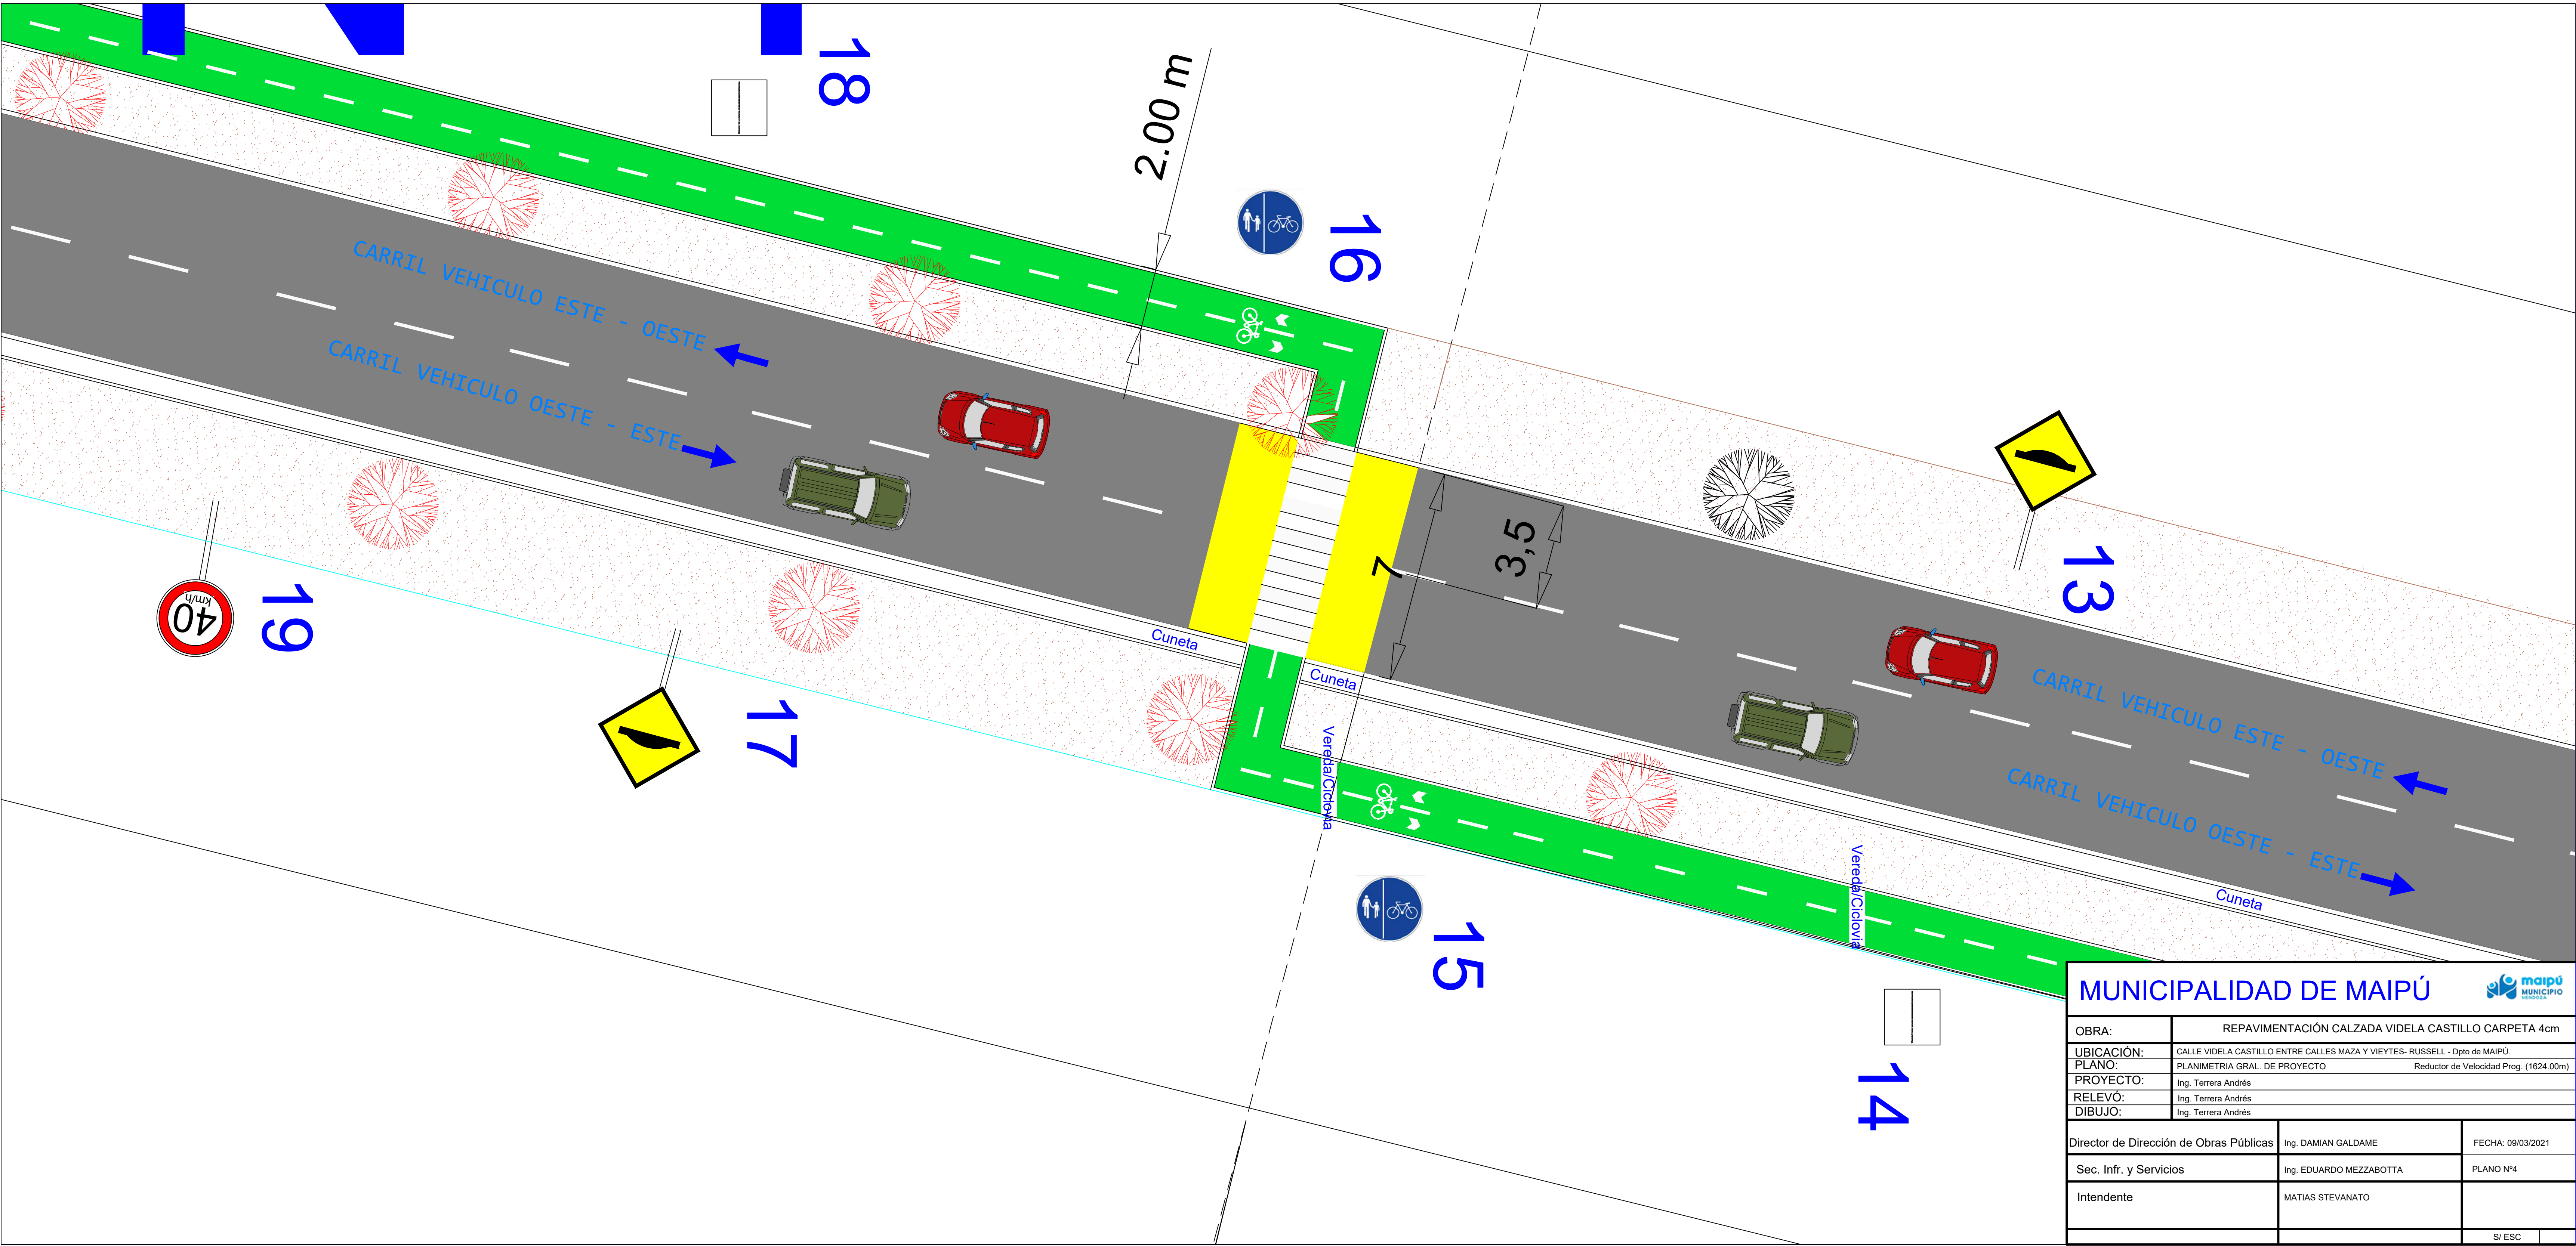 18
2.00 m
16
CARRIL VEHICULO ESTE - OESTE
CARRIL VEHICULO OESTE - ESTE
7
3,5
13
40
km/h
19
17
Cuneta
Cuneta
Vereda/Ciclovia
CARRIL VEHICULO ESTE - OESTE
CARRIL VEHICULO OESTE - ESTE
Cuneta
Vereda/Ciclovia
15
14
MUNICIPALIDAD DE MAIPÚ
maipú
MUNICIPIO
MENDOZA
OBRA: REPAVIMENTACIÓN CALZADA VIDELA CASTILLO CARPETA 4cm
UBICACIÓN: CALLE VIDELA CASTILLO ENTRE CALLES MAZA Y VIEYTES- RUSSELL - Dpto de MAIPÚ.
PLANO: PLANIMETRIA GRAL. DE PROYECTO Reductor de Velocidad Prog. (1624.00m)
PROYECTO: Ing. Terrera Andrés
RELEVÓ: Ing. Terrera Andrés
DIBUJO: Ing. Terrera Andrés
Director de Dirección de Obras Públicas Ing. DAMIAN GALDAME FECHA: 09/03/2021
Sec. Infr. y Servicios Ing. EDUARDO MEZZABOTTA PLANO Nº4
Intendente MATIAS STEVANATO
S/ ESC